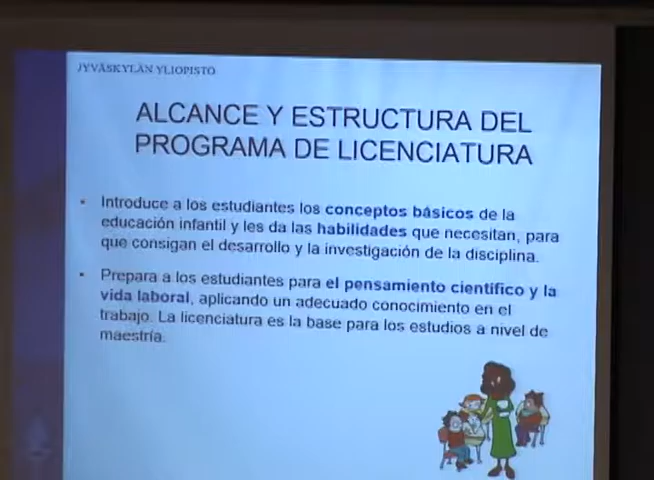 JYVÄSKYLÄN YLIOPISTO
ALCANCE Y ESTRUCTURA DEL
PROGRAMA DE LICENCIATURA
• Introduce a los estudiantes los conceptos básicos de la
educación infantil y les da las habilidades que necesitan, para
que consigan el desarrollo y la investigación de la disciplina.
• Prepara a los estudiantes para el pensamiento científico y la
vida laboral, aplicando un adecuado conocimiento en el
trabajo. La licenciatura es la base para los estudios a nivel de
maestría.